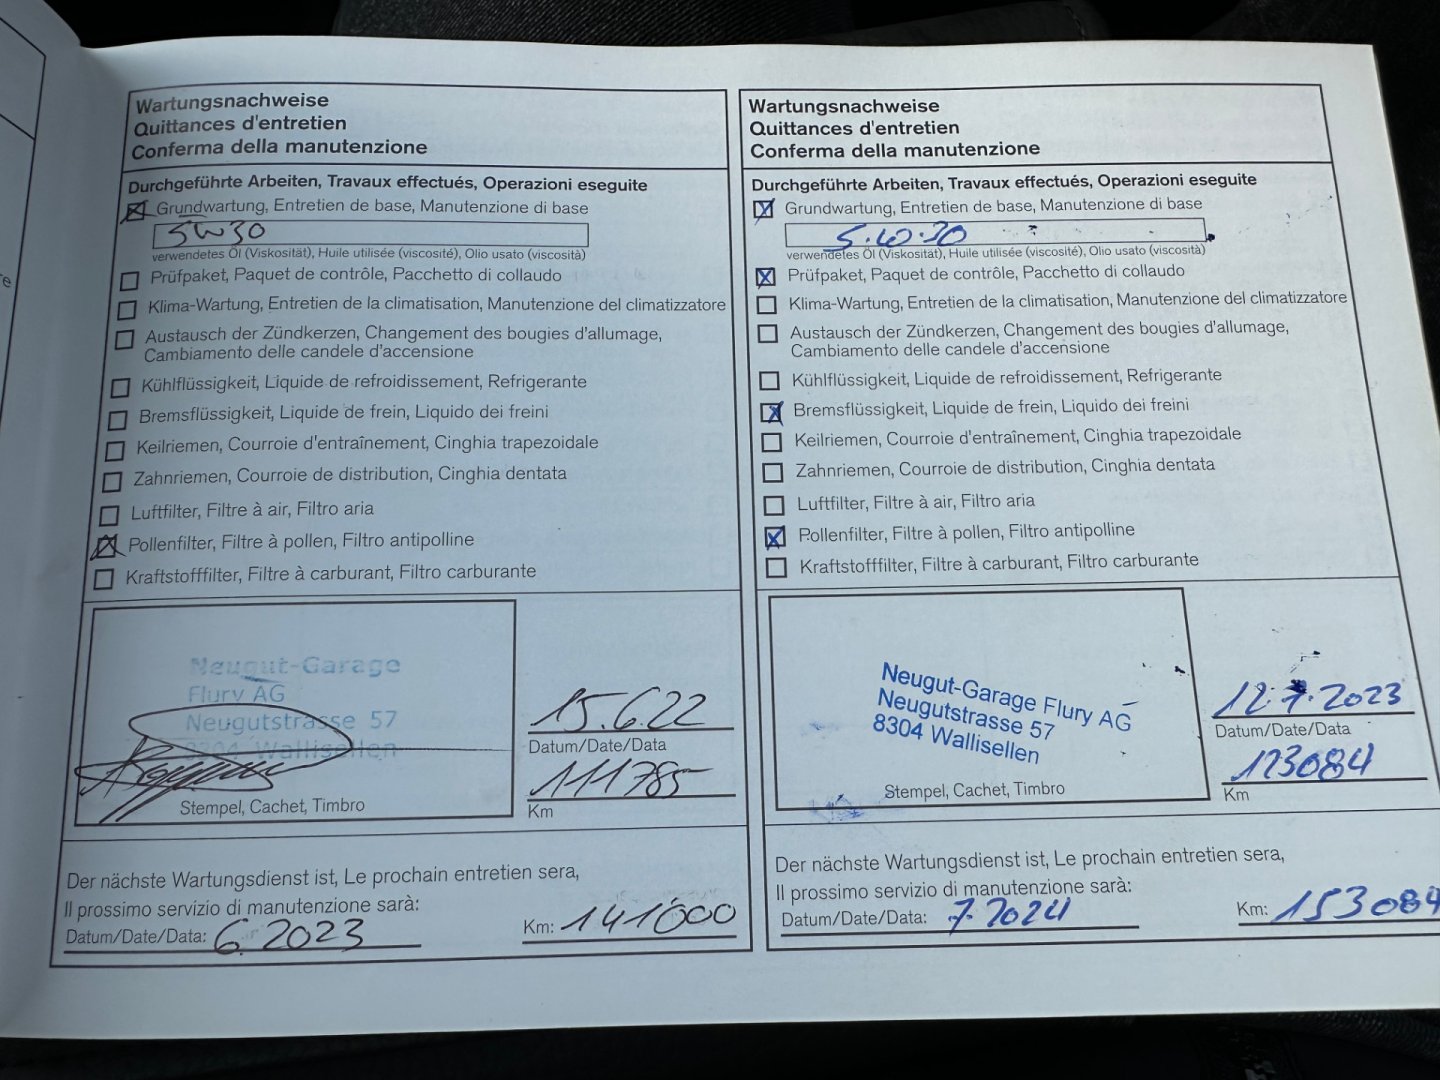 Wartungsnachweise
Quittances d'entretien
Conferma della manutenzione
Durchgeführte Arbeiten, Travaux effectués, Operazioni eseguite
Grundwartung, Entretien de base, Manutenzione di base
5W30
verwendetes Öl (Viskosität), Huile utilisée (viscosité), Olio usato (viscosità)
Prüfpaket, Paquet de contrôle, Pacchetto di collaudo
Klima-Wartung, Entretien de la climatisation, Manutenzione del climatizzatore
Austausch der Zündkerzen, Changement des bougies d'allumage,
Cambiamento delle candele d'accensione
Kühlflüssigkeit, Liquide de refroidissement, Refrigerante
Bremsflüssigkeit, Liquide de frein, Liquido dei freini
Keilriemen, Courroie d'entraînement, Cinghia trapezoidale
Zahnriemen, Courroie de distribution, Cinghia dentata
Luftfilter, Filtre à air, Filtro aria
Pollenfilter, Filtre à pollen, Filtro antipolline
Kraftstofffilter, Filtre à carburant, Filtro carburante
Neugut-Garage
Flury AG
Neugutstrasse 57
8304 Wallisellen
Stempel, Cachet, Timbro
15.6.22
Datum/Date/Data
111785
Km
Der nächste Wartungsdienst ist, Le prochain entretien sera,
Il prossimo servizio di manutenzione sarà:
Datum/Date/Data: 6.2023
Km: 141000
Wartungsnachweise
Quittances d'entretien
Conferma della manutenzione
Durchgeführte Arbeiten, Travaux effectués, Operazioni eseguite
Grundwartung, Entretien de base, Manutenzione di base
5.W.30
verwendetes Öl (Viskosität), Huile utilisée (viscosité), Olio usato (viscosità)
Prüfpaket, Paquet de contrôle, Pacchetto di collaudo
Klima-Wartung, Entretien de la climatisation, Manutenzione del climatizzatore
Austausch der Zündkerzen, Changement des bougies d'allumage,
Cambiamento delle candele d'accensione
Kühlflüssigkeit, Liquide de refroidissement, Refrigerante
Bremsflüssigkeit, Liquide de frein, Liquido dei freini
Keilriemen, Courroie d'entraînement, Cinghia trapezoidale
Zahnriemen, Courroie de distribution, Cinghia dentata
Luftfilter, Filtre à air, Filtro aria
Pollenfilter, Filtre à pollen, Filtro antipolline
Kraftstofffilter, Filtre à carburant, Filtro carburante
Neugut-Garage Flury AG
Neugutstrasse 57
8304 Wallisellen
Stempel, Cachet, Timbro
12.7.2023
Datum/Date/Data
123084
Km
Der nächste Wartungsdienst ist, Le prochain entretien sera,
Il prossimo servizio di manutenzione sarà:
Datum/Date/Data: 7.2024
Km: 153084